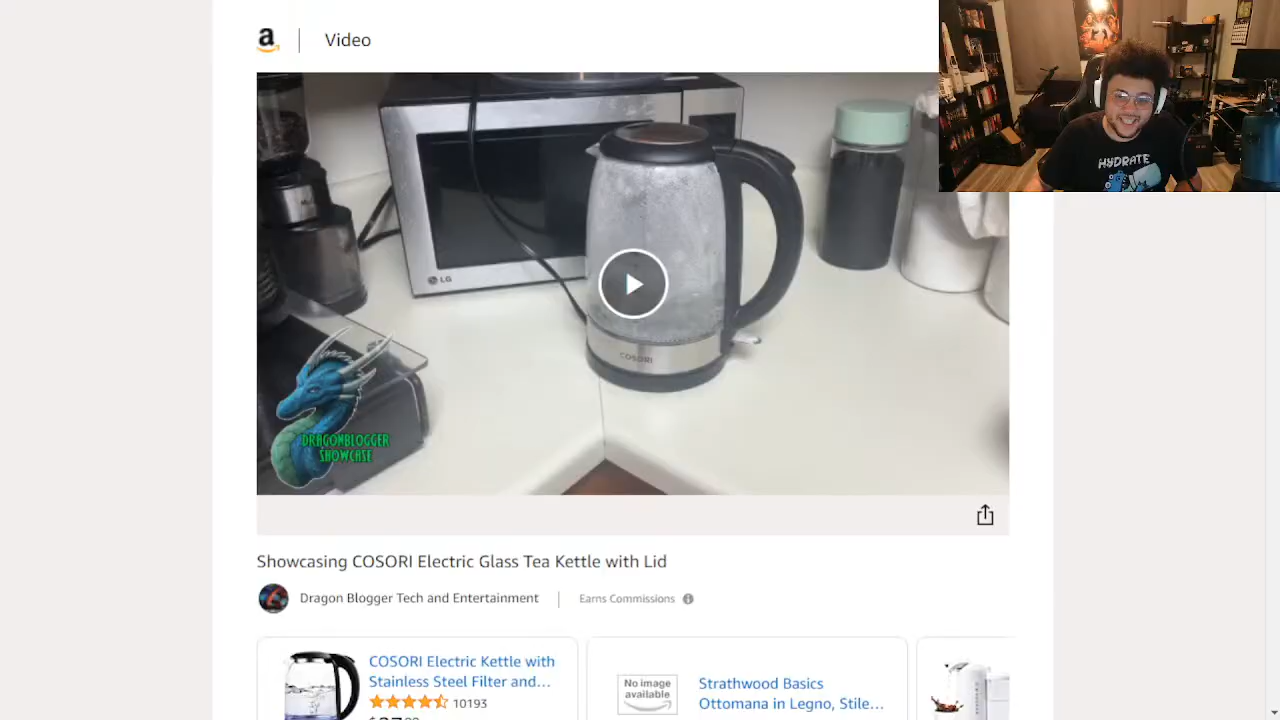 a
Video
HYDRATE
LG
COSORI
DRAGONBLOGGER
SHOWCASE
Showcasing COSORI Electric Glass Tea Kettle with Lid
Dragon Blogger Tech and Entertainment
Earns Commissions
COSORI Electric Kettle with
Stainless Steel Filter and...
10193
No image
available
Strathwood Basics
Ottomana in Legno, Stile...